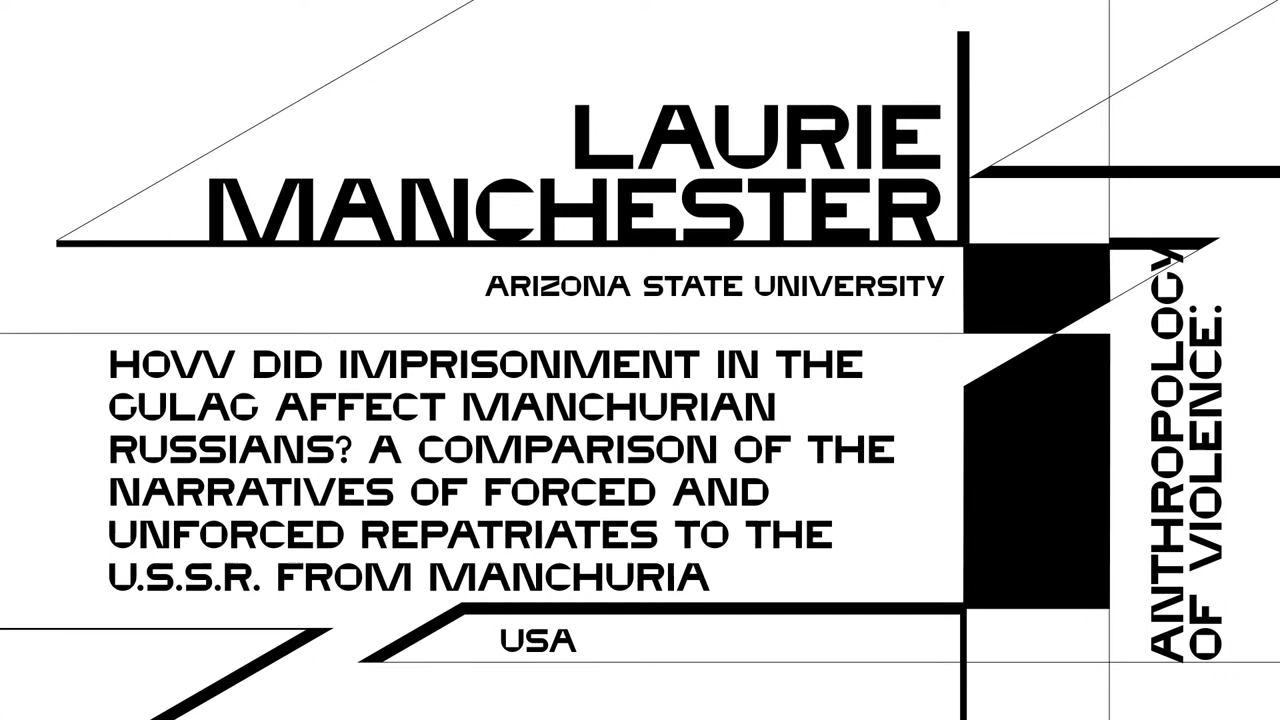 LAURIE
MANCHESTER
ARIZONA STATE UNIVERSITY
HOW DID IMPRISONMENT IN THE
GULAG AFFECT MANCHURIAN
RUSSIANS? A COMPARISON OF THE
NARRATIVES OF FORCED AND
UNFORCED REPATRIATES TO THE
U.S.S.R. FROM MANCHURIA
USA
ANTHROPOLOGY
OF VIOLENCE: